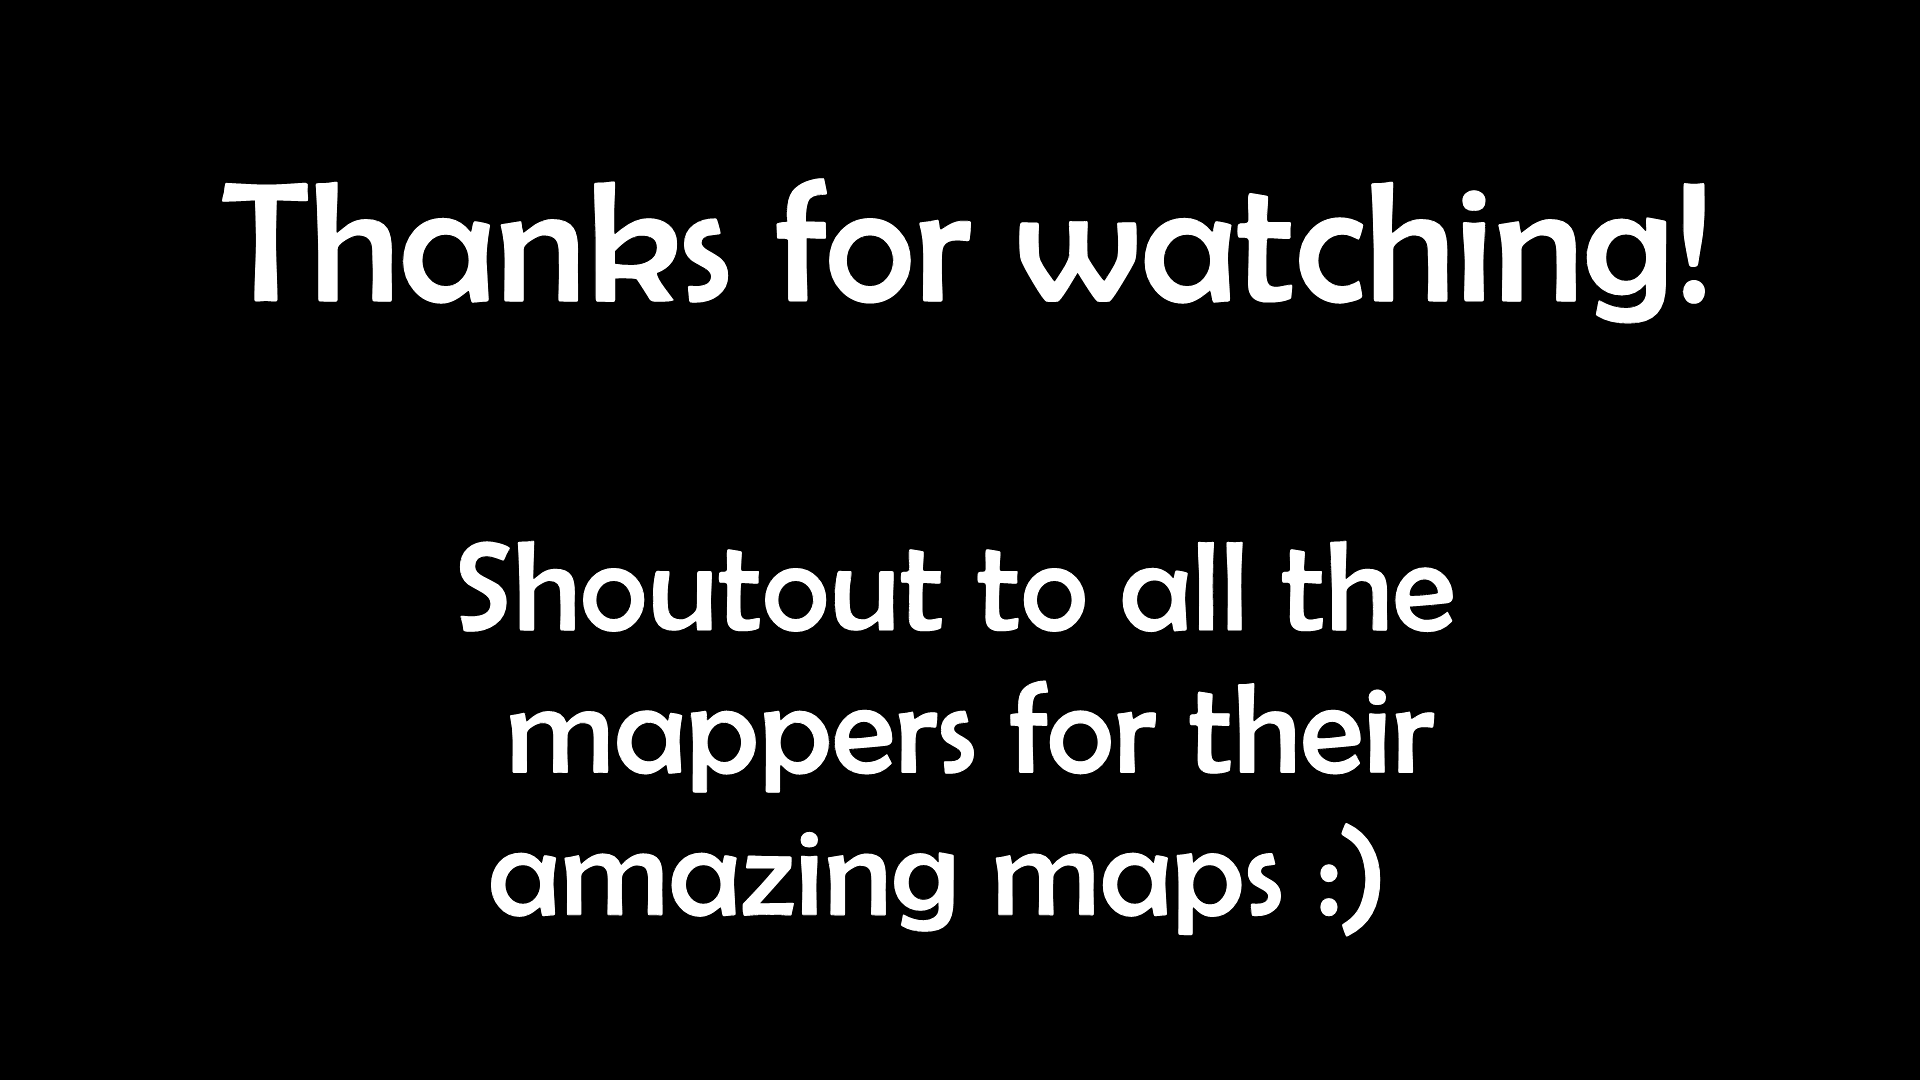 Thanks for watching!
Shoutout to all the
mappers for their
amazing maps :)